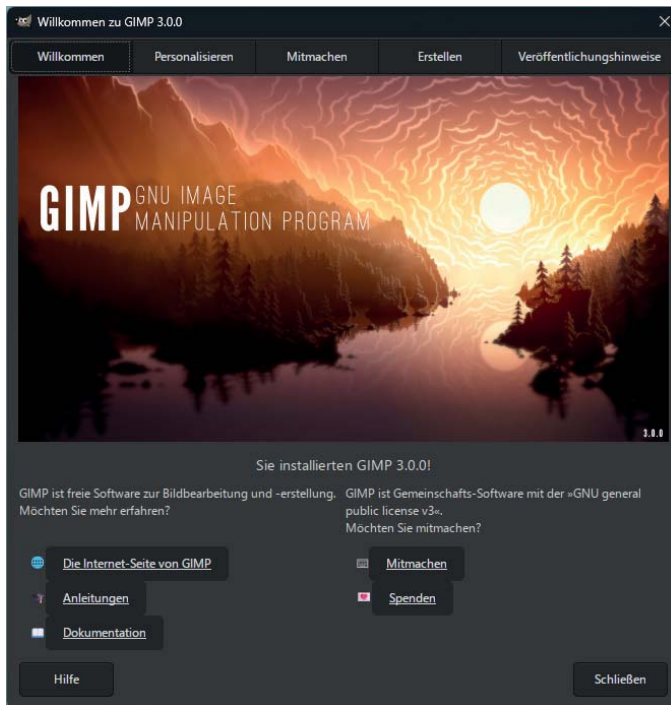 Willkommen zu GIMP 3.0.0
Willkommen
Personalisieren
Mitmachen
Erstellen
Veröffentlichungshinweise
GIMP
GNU IMAGE
MANIPULATION PROGRAM
3.0.0
Sie installierten GIMP 3.0.0!
GIMP ist freie Software zur Bildbearbeitung und -erstellung.
Möchten Sie mehr erfahren?
Die Internet-Seite von GIMP
Anleitungen
Dokumentation
GIMP ist Gemeinschafts-Software mit der »GNU general
public license v3«.
Möchten Sie mitmachen?
Mitmachen
Spenden
Hilfe
Schließen